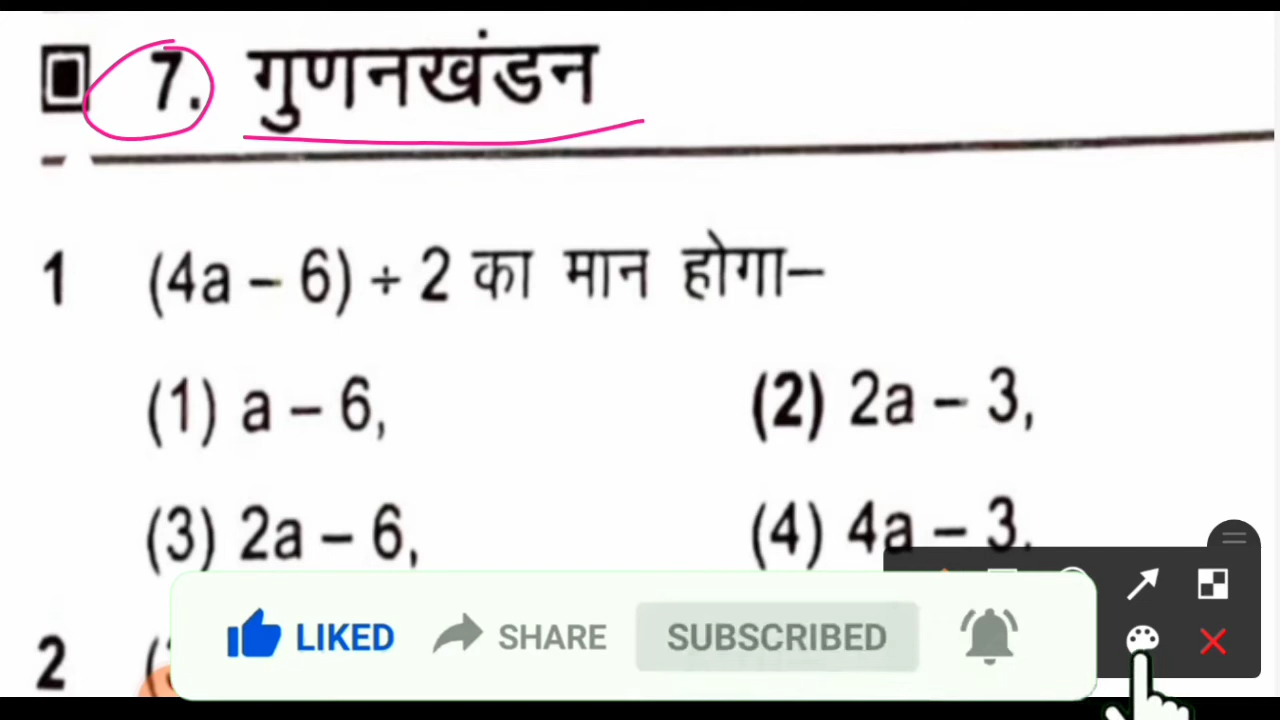 7. गुणनखंडन
1 (4a – 6) ÷ 2 का मान होगा–
(1) a – 6, (2) 2a – 3,
(3) 2a – 6, (4) 4a – 3.
2
LIKED SHARE SUBSCRIBED